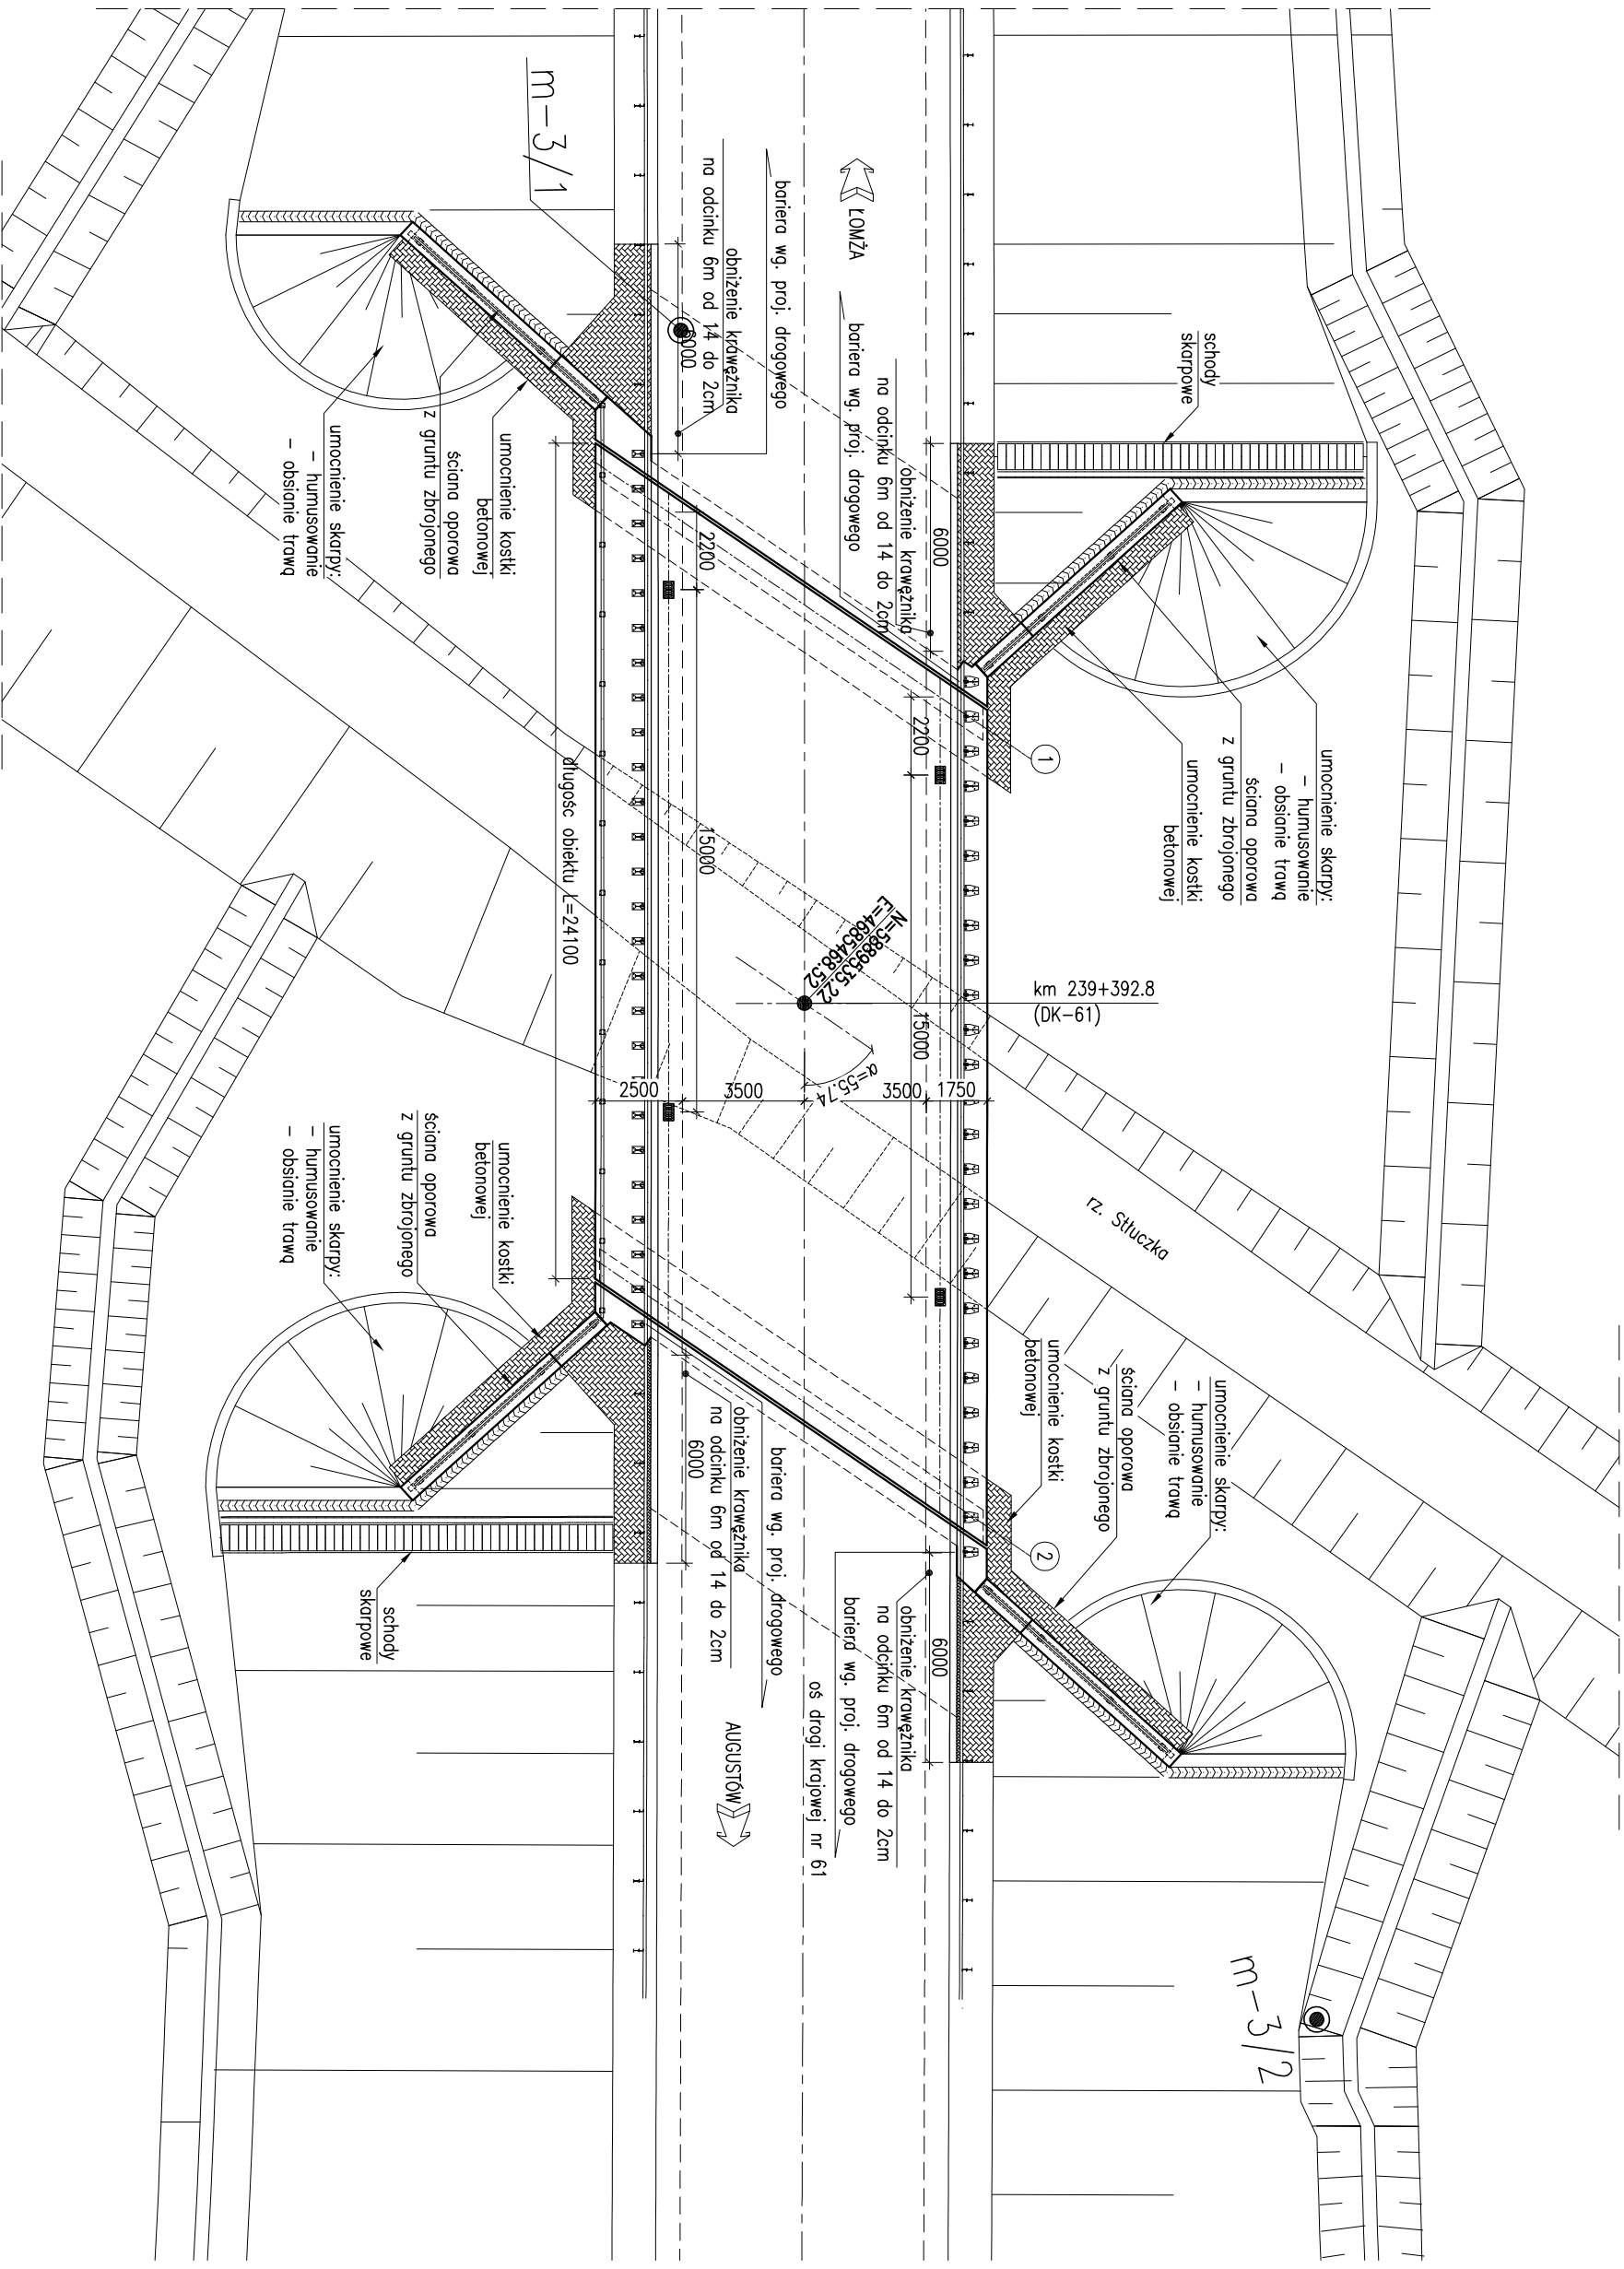 m-3/1
ŁOMŻA
bariera wg. proj. drogowego
obniżenie krawężnika
na odcinku 6m od 14 do 2cm
6000
bariera wg. proj. drogowego
obniżenie krawężnika
na odcinku 6m od 14 do 2cm
6000
schody
skarpowe
umocnienie skarpy:
- humusowanie
- obsianie trawą
ściana oporowa
z gruntu zbrojonego
umocnienie kostki
betonowej
umocnienie kostki
betonowej
ściana oporowa
z gruntu zbrojonego
umocnienie skarpy:
- humusowanie
- obsianie trawą
2200
2200
1
15000
15000
długośc obiektu L=24100
N=5889535.22
E=4685468.52
km 239+392.8
(DK-61)
α=55.74
2500
3500
3500
1750
rz. Stłuczka
umocnienie kostki
betonowej
ściana oporowa
z gruntu zbrojonego
umocnienie skarpy:
- humusowanie
- obsianie trawą
umocnienie skarpy:
- humusowanie
- obsianie trawą
ściana oporowa
z gruntu zbrojonego
umocnienie kostki
betonowej
2
bariera wg. proj. drogowego
obniżenie krawężnika
na odcinku 6m od 14 do 2cm
6000
obniżenie krawężnika
na odcinku 6m od 14 do 2cm
6000
bariera wg. proj. drogowego
oś drogi krajowej nr 61
schody
skarpowe
AUGUSTÓW
m-3/2